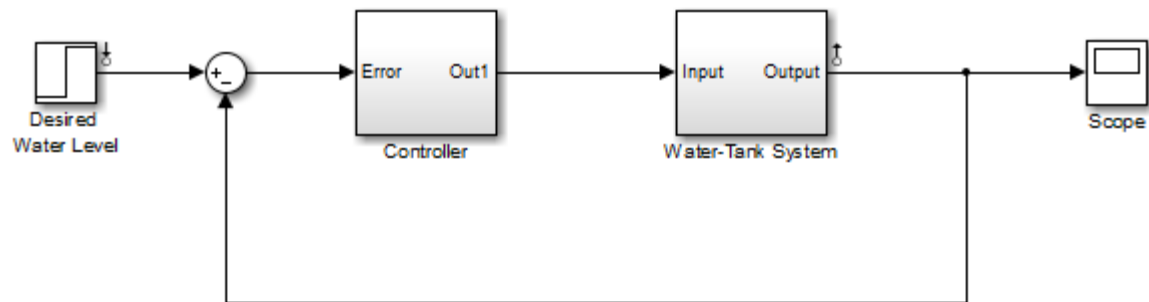 Desired
Water Level
+
−
Error
Out1
Controller
Input
Output
Water-Tank System
Scope